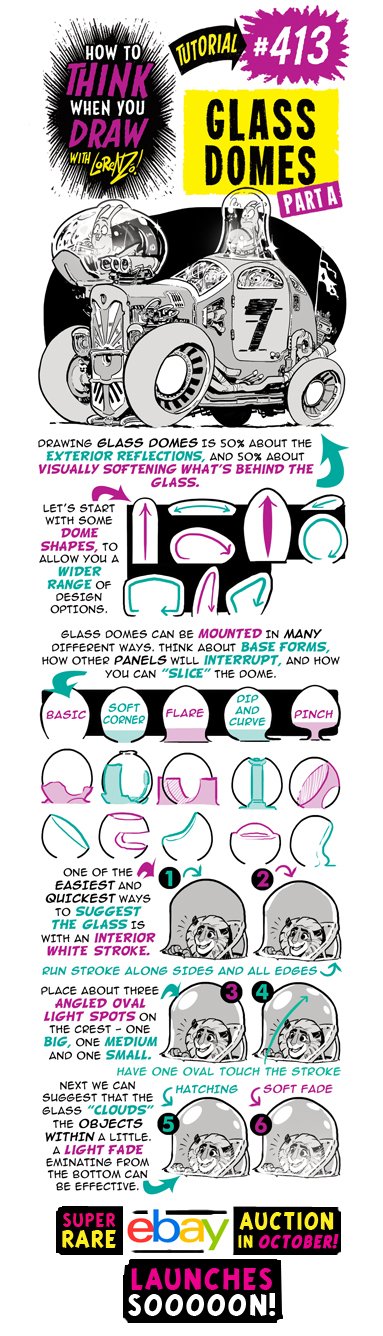 HOW TO
THINK
WHEN YOU
DRAW
WITH LORENZO!
TUTORIAL
#413
GLASS
DOMES
PART A
7
DRAWING GLASS DOMES IS 50% ABOUT THE
EXTERIOR REFLECTIONS, AND 50% ABOUT
VISUALLY SOFTENING WHAT'S BEHIND THE
GLASS.
LET'S START
WITH SOME
DOME
SHAPES, TO
ALLOW YOU A
WIDER
RANGE OF
DESIGN
OPTIONS.
GLASS DOMES CAN BE MOUNTED IN MANY
DIFFERENT WAYS. THINK ABOUT BASE FORMS,
HOW OTHER PANELS WILL INTERRUPT, AND HOW
YOU CAN "SLICE" THE DOME.
BASIC
SOFT
CORNER
FLARE
DIP
AND
CURVE
PINCH
ONE OF THE
EASIEST AND
QUICKEST WAYS
TO SUGGEST
THE GLASS IS
WITH AN INTERIOR
WHITE STROKE.
1
2
RUN STROKE ALONG SIDES AND ALL EDGES
PLACE ABOUT THREE
ANGLED OVAL
LIGHT SPOTS ON
THE CREST - ONE
BIG, ONE MEDIUM
AND ONE SMALL.
3
4
HAVE ONE OVAL TOUCH THE STROKE
NEXT WE CAN
SUGGEST THAT THE
GLASS "CLOUDS"
THE OBJECTS
WITHIN A LITTLE.
A LIGHT FADE
EMINATING FROM
THE BOTTOM CAN
BE EFFECTIVE.
HATCHING
SOFT FADE
5
6
SUPER
RARE
ebay
AUCTION
IN OCTOBER!
LAUNCHES
SOOOOON!